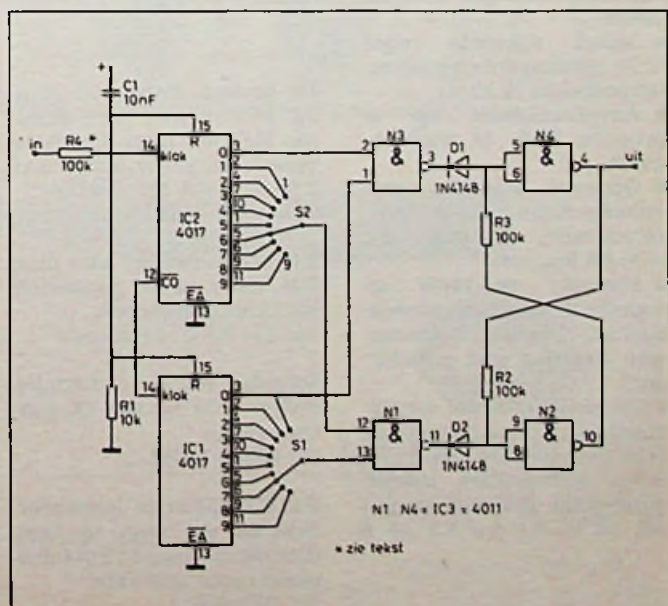 +
C1
10nF
in
R4 *
100k
14
klok
15
R
IC2
4017
12
CO
EA
13
0 3
1 2
2 4
3 7
4 10
5 1
6 5
7 6
8 9
9 11
1
9
S2
R1
10k
14
klok
15
R
IC1
4017
EA
13
0 3
1 2
2 4
3 7
4 10
5 1
6 5
7 6
8 9
9 11
S1
N3
2
1
&
3
D1
1N4148
N4
5
6
&
4
uit
R3
100k
R2
100k
N1
12
13
&
11
D2
1N4148
N2
9
8
&
10
N1...N4 = IC3 = 4011
* zie tekst